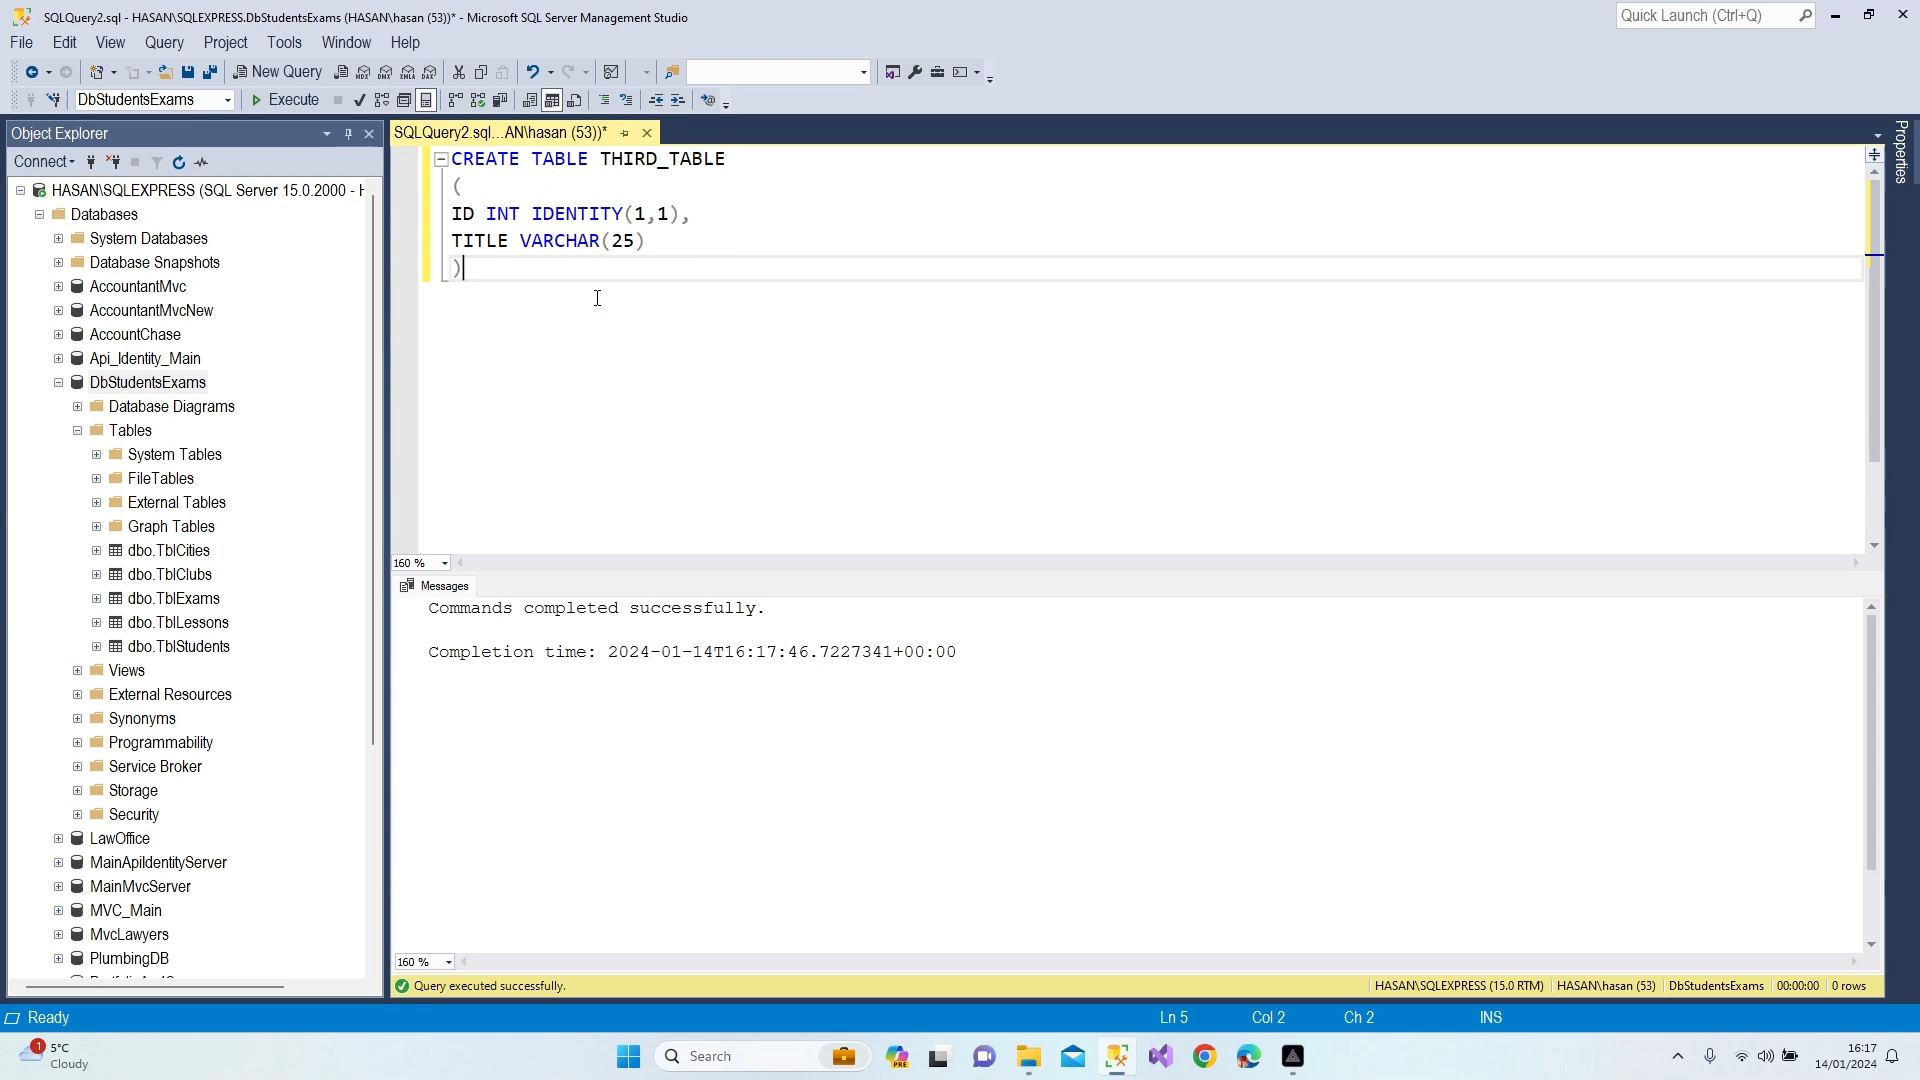 SQLQuery2.sql - HASAN\SQLEXPRESS.DbStudentsExams (HASAN\hasan (53))* - Microsoft SQL Server Management Studio
Quick Launch (Ctrl+Q)
File Edit View Query Project Tools Window Help
New Query
MDX DMX XMLA DAX
DbStudentsExams
Execute
Object Explorer
SQLQuery2.sql...AN\hasan (53))*
Properties
Connect
HASAN\SQLEXPRESS (SQL Server 15.0.2000 - H
Databases
System Databases
Database Snapshots
AccountantMvc
AccountantMvcNew
AccountChase
Api_Identity_Main
DbStudentsExams
Database Diagrams
Tables
System Tables
FileTables
External Tables
Graph Tables
dbo.TblCities
dbo.TblClubs
dbo.TblExams
dbo.TblLessons
dbo.TblStudents
Views
External Resources
Synonyms
Programmability
Service Broker
Storage
Security
LawOffice
MainApiIdentityServer
MainMvcServer
MVC_Main
MvcLawyers
PlumbingDB
CREATE TABLE THIRD_TABLE
(
ID INT IDENTITY(1,1),
TITLE VARCHAR(25)
)
160 %
Messages
Commands completed successfully.
Completion time: 2024-01-14T16:17:46.7227341+00:00
160 %
Query executed successfully.
HASAN\SQLEXPRESS (15.0 RTM) HASAN\hasan (53) DbStudentsExams 00:00:00 0 rows
Ready
Ln 5 Col 2 Ch 2 INS
1
5°C
Cloudy
Search
PRE
16:17
14/01/2024